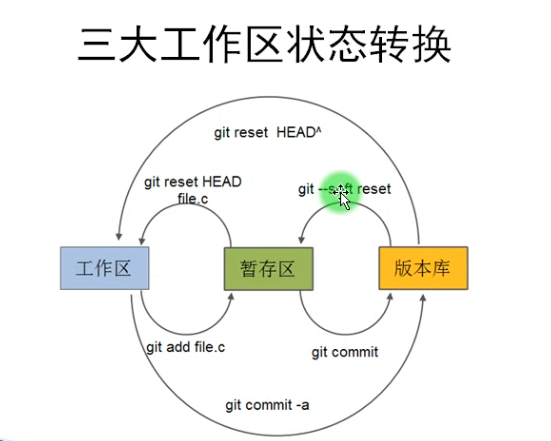 三大工作区状态转换
git reset HEAD^
git reset HEAD
file.c
git --soft reset
工作区
暂存区
版本库
git add file.c
git commit
git commit -a